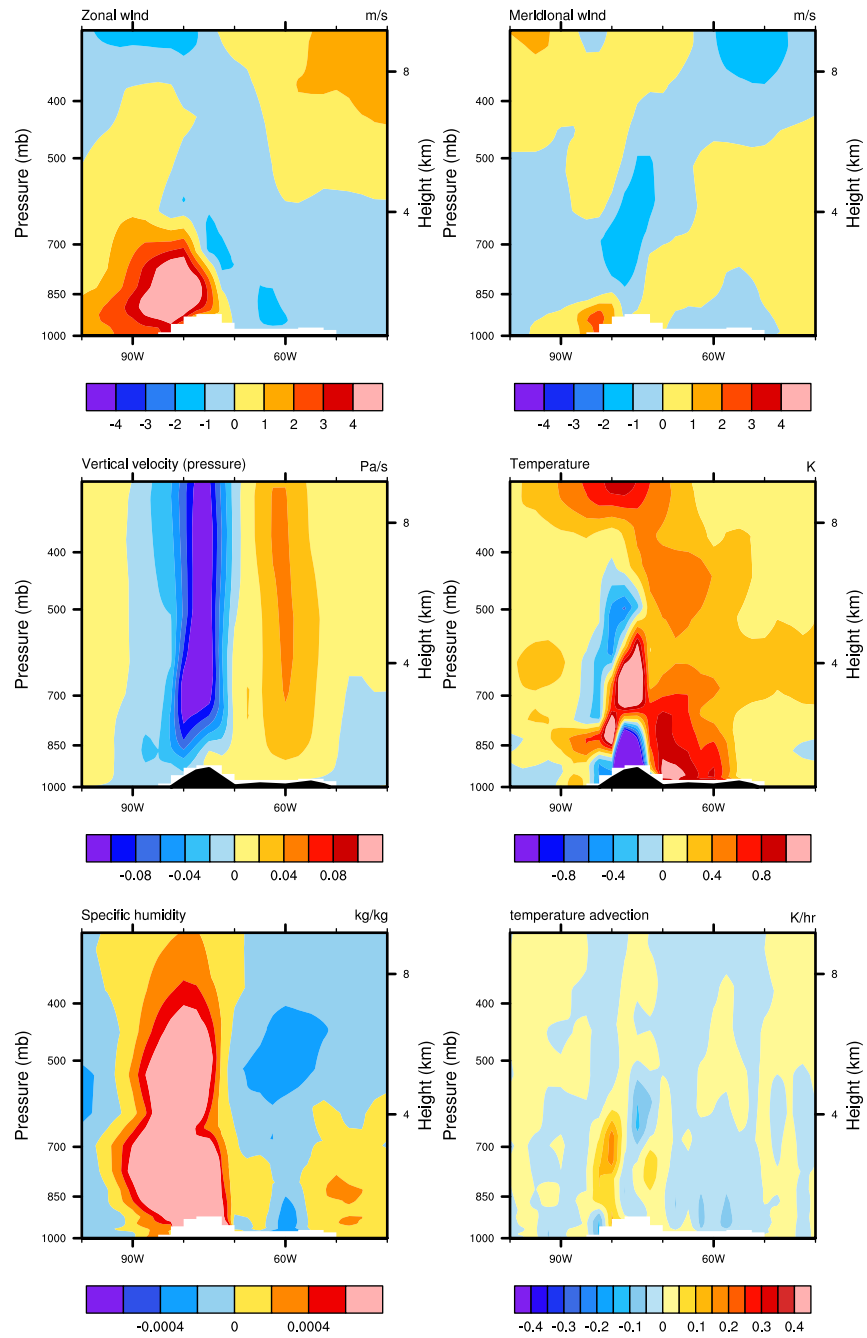 Zonal wind m/s
Meridional wind m/s
Pressure (mb)
Height (km)
400
500
700
850
1000
8
4
90W 60W
-4 -3 -2 -1 0 1 2 3 4
Pressure (mb)
Height (km)
400
500
700
850
1000
8
4
90W 60W
-4 -3 -2 -1 0 1 2 3 4
Vertical velocity (pressure) Pa/s
Temperature K
Pressure (mb)
Height (km)
400
500
700
850
1000
8
4
90W 60W
-0.08 -0.04 0 0.04 0.08
Pressure (mb)
Height (km)
400
500
700
850
1000
8
4
90W 60W
-0.8 -0.4 0 0.4 0.8
Specific humidity kg/kg
temperature advection K/hr
Pressure (mb)
Height (km)
400
500
700
850
1000
8
4
90W 60W
-0.0004 0 0.0004
Pressure (mb)
Height (km)
400
500
700
850
1000
8
4
90W 60W
-0.4 -0.3 -0.2 -0.1 0 0.1 0.2 0.3 0.4